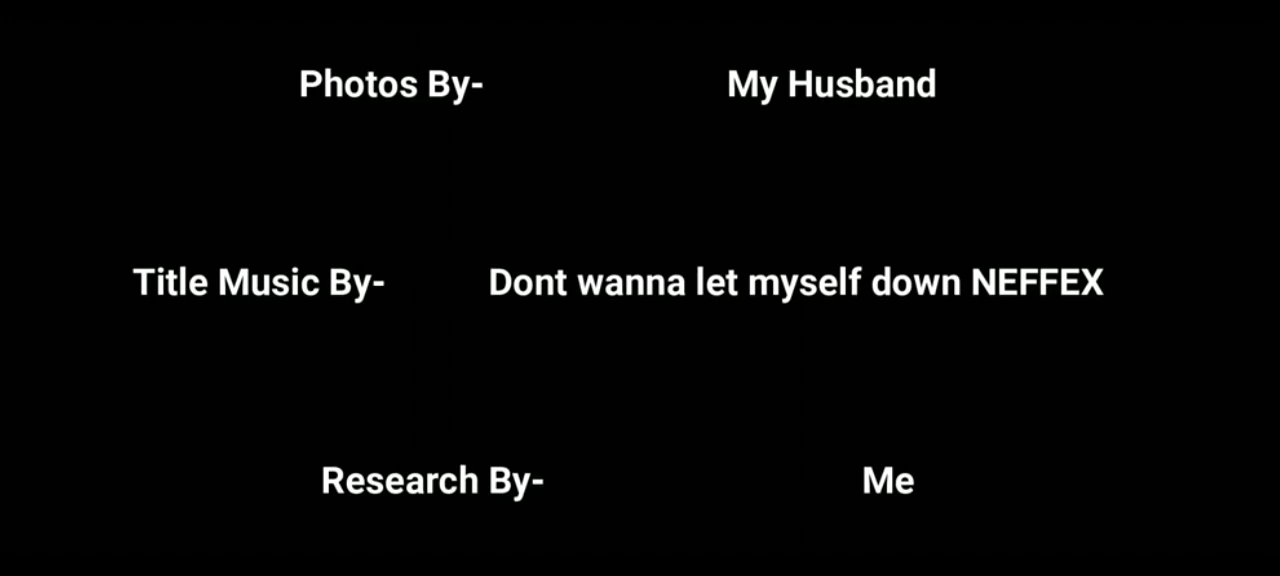 Photos By- My Husband
Title Music By- Dont wanna let myself down NEFFEX
Research By- Me